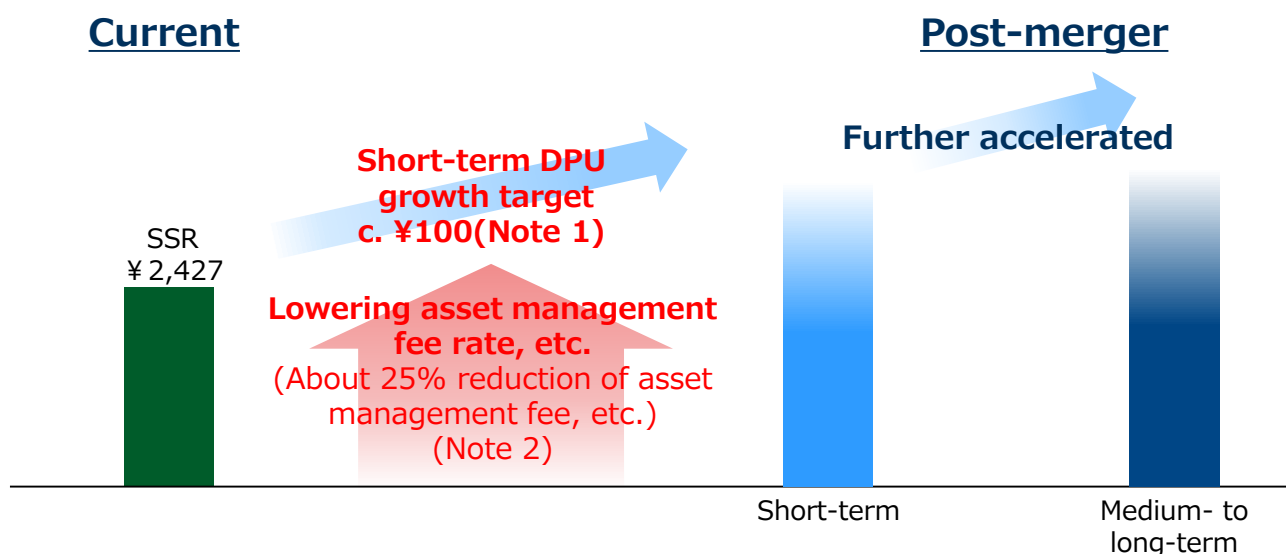 Current
Post-merger
Further accelerated
Short-term DPU
growth target
c. ¥100(Note 1)
SSR
¥ 2,427
Lowering asset management
fee rate, etc.
(About 25% reduction of asset
management fee, etc.)
(Note 2)
Short-term
Medium- to
long-term